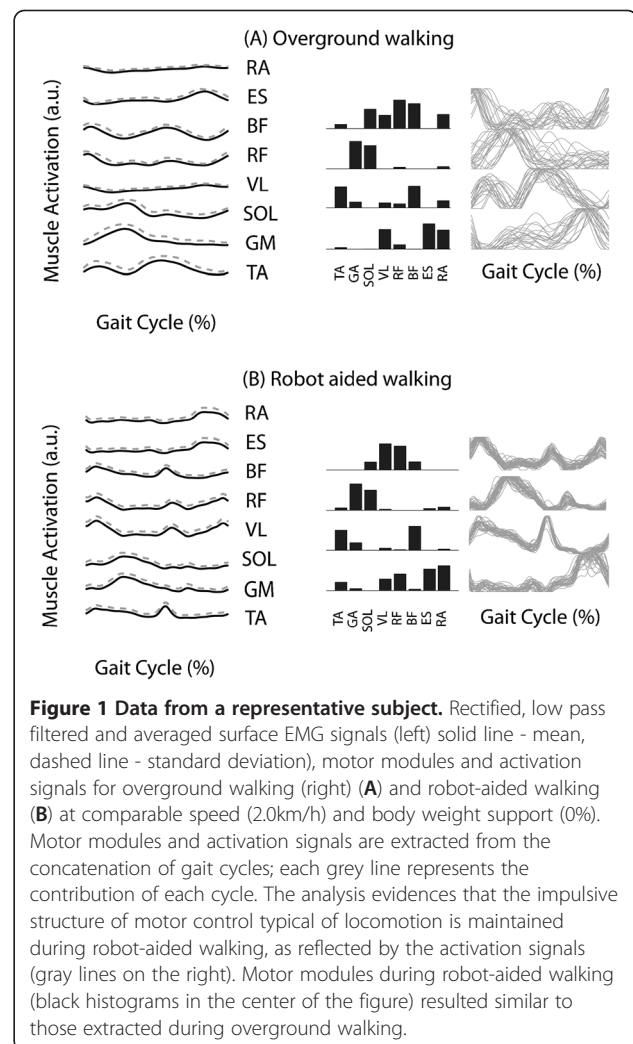 (A) Overground walking
Muscle Activation (a.u.)
RA
ES
BF
RF
VL
SOL
GM
TA
Gait Cycle (%)
TA
GA
SOL
VL
RF
BF
ES
RA
Gait Cycle (%)
(B) Robot aided walking
Muscle Activation (a.u.)
RA
ES
BF
RF
VL
SOL
GM
TA
Gait Cycle (%)
TA
GA
SOL
VL
RF
BF
ES
RA
Gait Cycle (%)
Figure 1 Data from a representative subject. Rectified, low pass
filtered and averaged surface EMG signals (left) solid line - mean,
dashed line - standard deviation), motor modules and activation
signals for overground walking (right) (A) and robot-aided walking
(B) at comparable speed (2.0km/h) and body weight support (0%).
Motor modules and activation signals are extracted from the
concatenation of gait cycles; each grey line represents the
contribution of each cycle. The analysis evidences that the impulsive
structure of motor control typical of locomotion is maintained
during robot-aided walking, as reflected by the activation signals
(gray lines on the right). Motor modules during robot-aided walking
(black histograms in the center of the figure) resulted similar to
those extracted during overground walking.